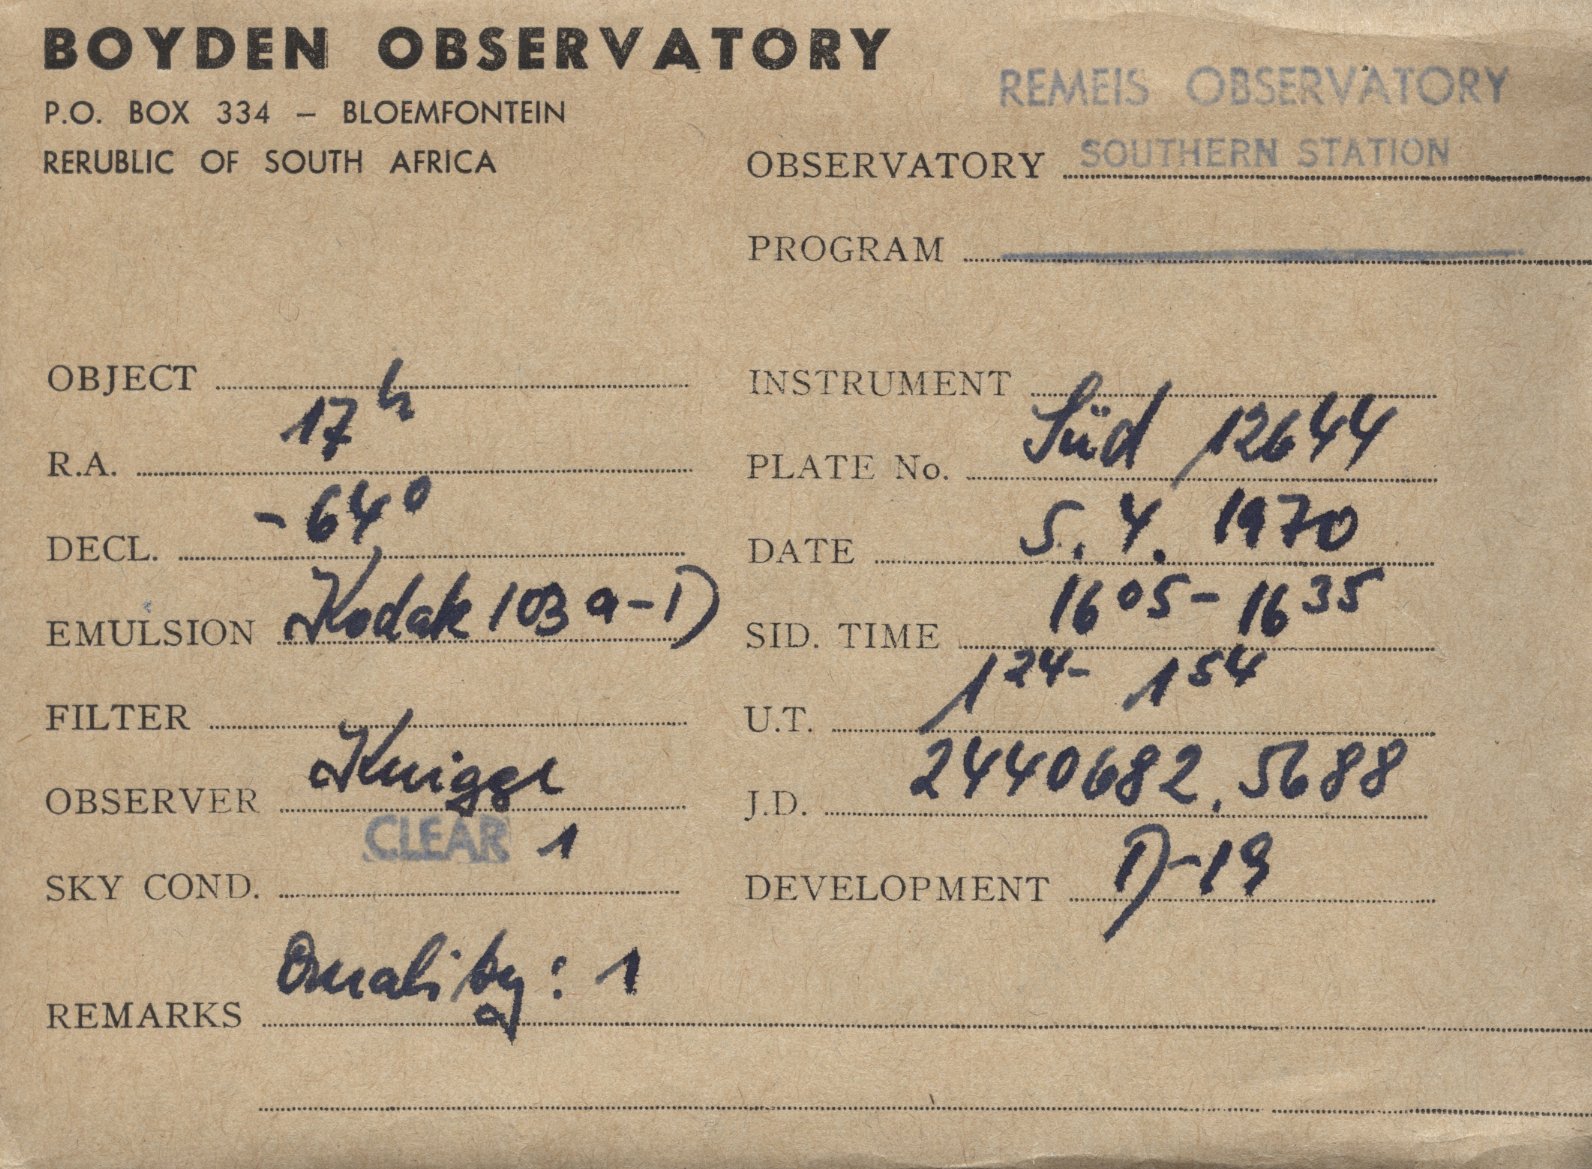 BOYDEN OBSERVATORY
P.O. BOX 334 – BLOEMFONTEIN
RERUBLIC OF SOUTH AFRICA
REMEIS OBSERVATORY
OBSERVATORY SOUTHERN STATION
PROGRAM
OBJECT
INSTRUMENT
R.A. 17h
PLATE No. Süd 12644
DECL. -64°
DATE 5.4.1970
EMULSION Kodak 103a-D
SID. TIME 16 05 - 16 35
FILTER
U.T. 1 24 - 1 54
OBSERVER Knigge
J.D. 2440682.5688
SKY COND. CLEAR 1
DEVELOPMENT D-19
REMARKS Quality: 1